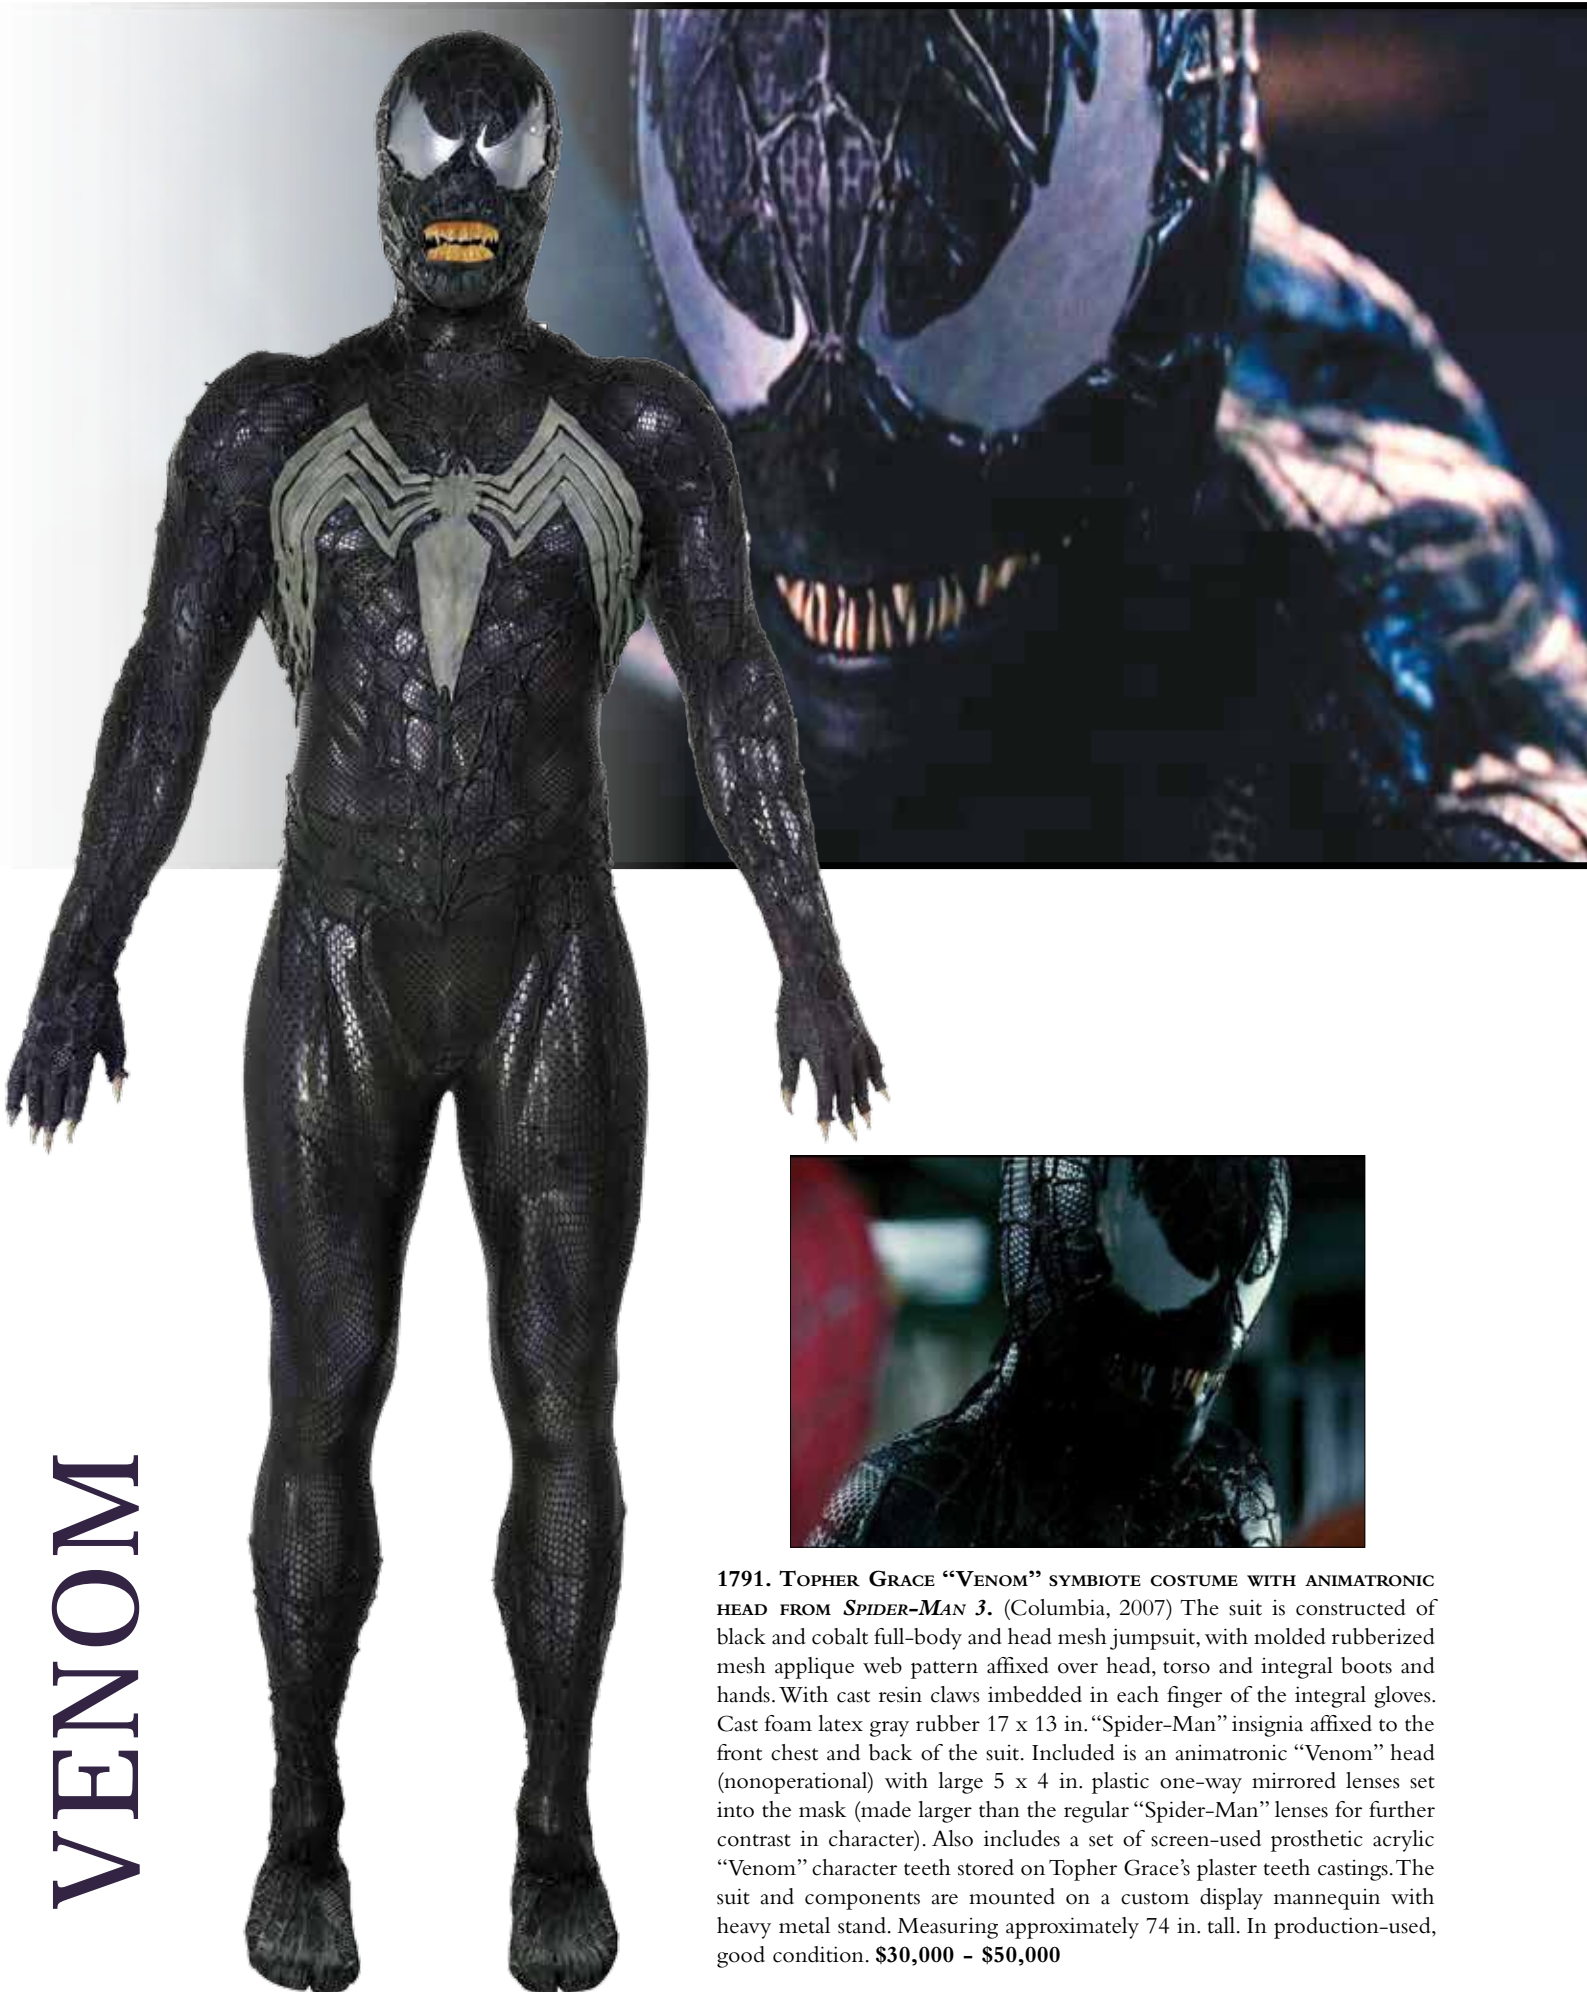 VENOM
1791. Topher Grace “Venom” symbiote costume with animatronic
head from Spider-Man 3. (Columbia, 2007) The suit is constructed of
black and cobalt full-body and head mesh jumpsuit, with molded rubberized
mesh applique web pattern affixed over head, torso and integral boots and
hands. With cast resin claws imbedded in each finger of the integral gloves.
Cast foam latex gray rubber 17 x 13 in. “Spider-Man” insignia affixed to the
front chest and back of the suit. Included is an animatronic “Venom” head
(nonoperational) with large 5 x 4 in. plastic one-way mirrored lenses set
into the mask (made larger than the regular “Spider-Man” lenses for further
contrast in character). Also includes a set of screen-used prosthetic acrylic
“Venom” character teeth stored on Topher Grace’s plaster teeth castings. The
suit and components are mounted on a custom display mannequin with
heavy metal stand. Measuring approximately 74 in. tall. In production-used,
good condition. $30,000 - $50,000